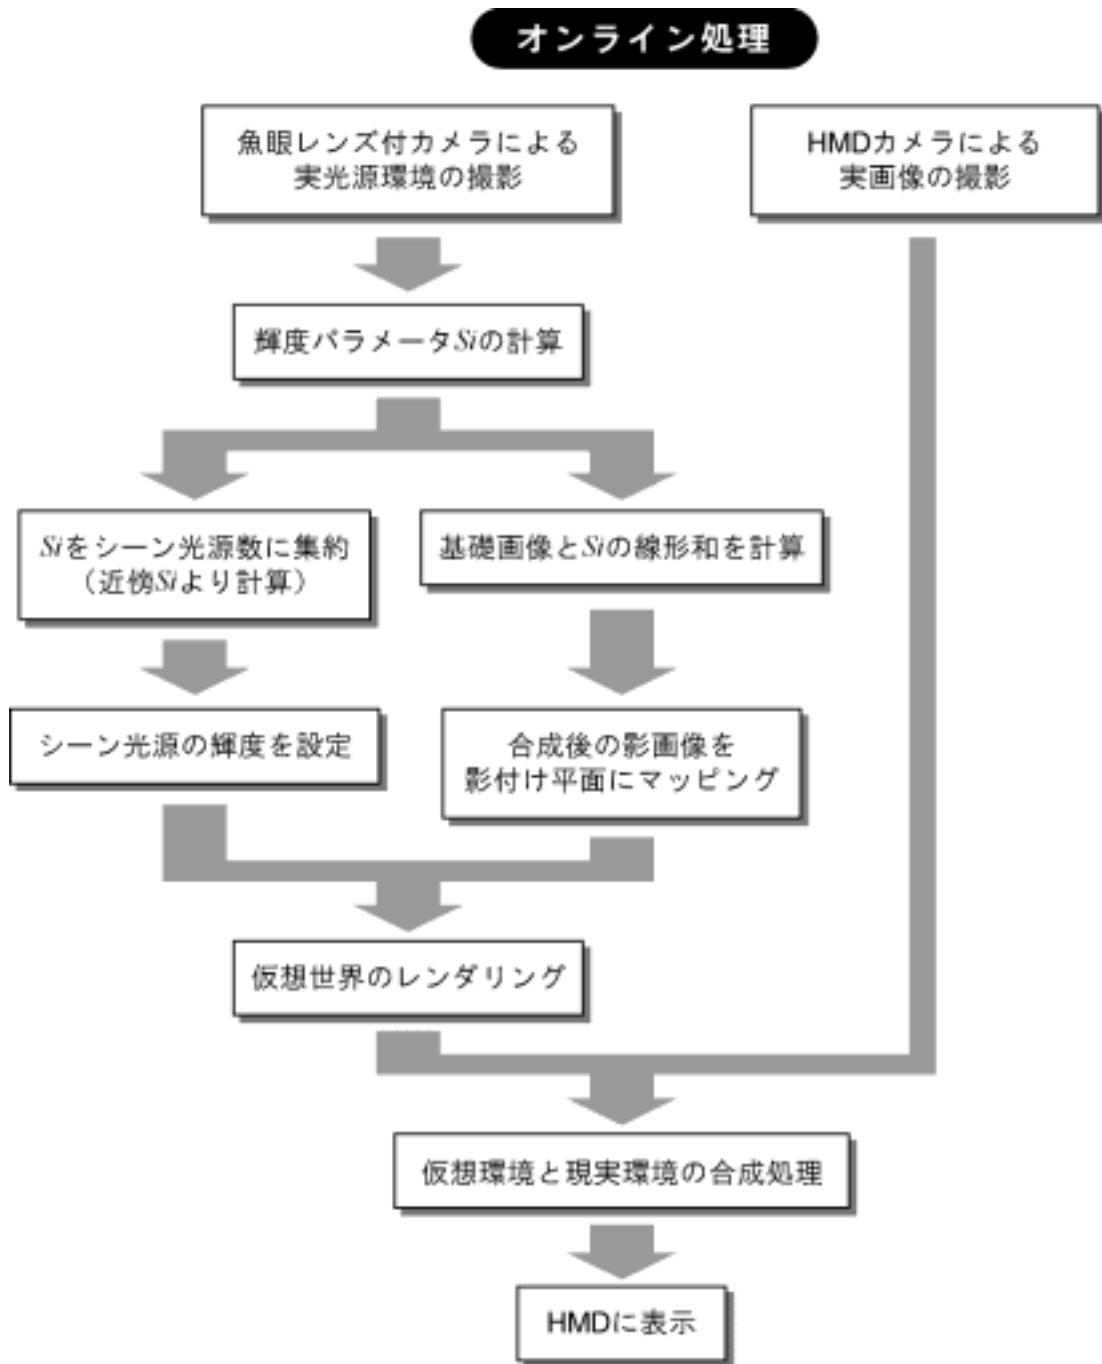 オンライン処理
魚眼レンズ付カメラによる
実光源環境の撮影
HMDカメラによる
実画像の撮影
輝度パラメータSiの計算
Siをシーン光源数に集約
（近傍Siより計算）
基礎画像とSiの線形和を計算
シーン光源の輝度を設定
合成後の影画像を
影付け平面にマッピング
仮想世界のレンダリング
仮想環境と現実環境の合成処理
HMDに表示